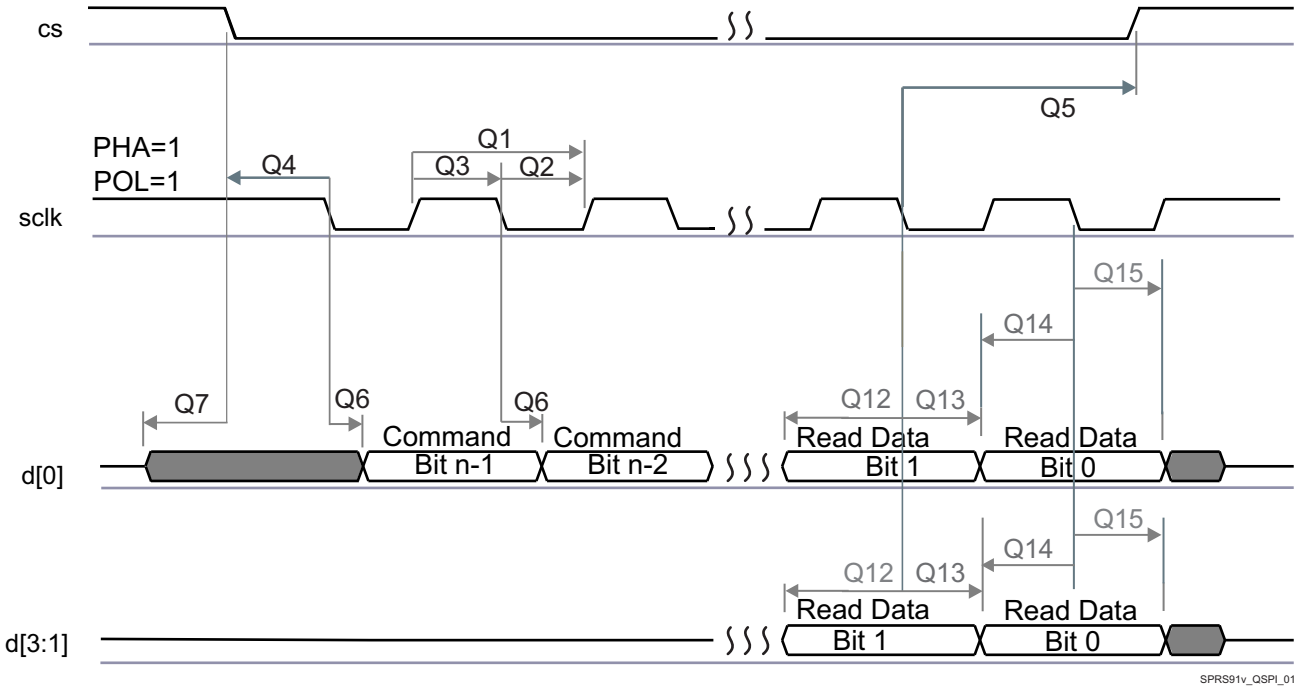 cs
Q5
PHA=1
POL=1
Q4
Q1
Q3
Q2
sclk
Q15
Q14
Q7
Q6
Q6
Q12
Q13
Command
Command
Read Data
Read Data
d[0]
Bit n-1
Bit n-2
Bit 1
Bit 0
Q15
Q14
Q12
Q13
Read Data
Read Data
d[3:1]
Bit 1
Bit 0
SPRS91v_QSPI_01